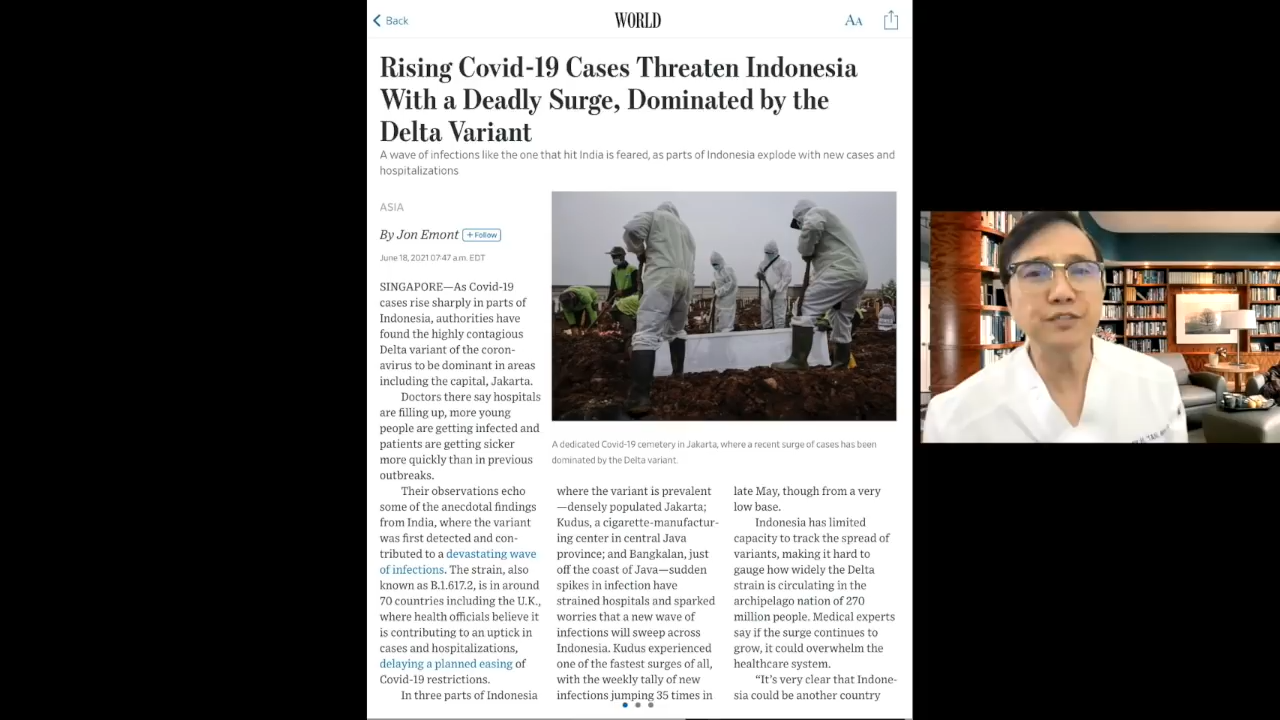 Back
WORLD
AA
Rising Covid-19 Cases Threaten Indonesia
With a Deadly Surge, Dominated by the
Delta Variant
A wave of infections like the one that hit India is feared, as parts of Indonesia explode with new cases and
hospitalizations
ASIA
By Jon Emont + Follow
June 18, 2021 07:47 a.m. EDT
SINGAPORE—As Covid-19
cases rise sharply in parts of
Indonesia, authorities have
found the highly contagious
Delta variant of the coron-
avirus to be dominant in areas
including the capital, Jakarta.
Doctors there say hospitals
are filling up, more young
people are getting infected and
patients are getting sicker
more quickly than in previous
outbreaks.
Their observations echo
some of the anecdotal findings
from India, where the variant
was first detected and con-
tributed to a devastating wave
of infections. The strain, also
known as B.1.617.2, is in around
70 countries including the U.K.,
where health officials believe it
is contributing to an uptick in
cases and hospitalizations,
delaying a planned easing of
Covid-19 restrictions.
In three parts of Indonesia
A dedicated Covid-19 cemetery in Jakarta, where a recent surge of cases has been
dominated by the Delta variant.
where the variant is prevalent
—densely populated Jakarta;
Kudus, a cigarette-manufactur-
ing center in central Java
province; and Bangkalan, just
off the coast of Java—sudden
spikes in infection have
strained hospitals and sparked
worries that a new wave of
infections will sweep across
Indonesia. Kudus experienced
one of the fastest surges of all,
with the weekly tally of new
infections jumping 35 times in
late May, though from a very
low base.
Indonesia has limited
capacity to track the spread of
variants, making it hard to
gauge how widely the Delta
strain is circulating in the
archipelago nation of 270
million people. Medical experts
say if the surge continues to
grow, it could overwhelm the
healthcare system.
“It’s very clear that Indone-
sia could be another country